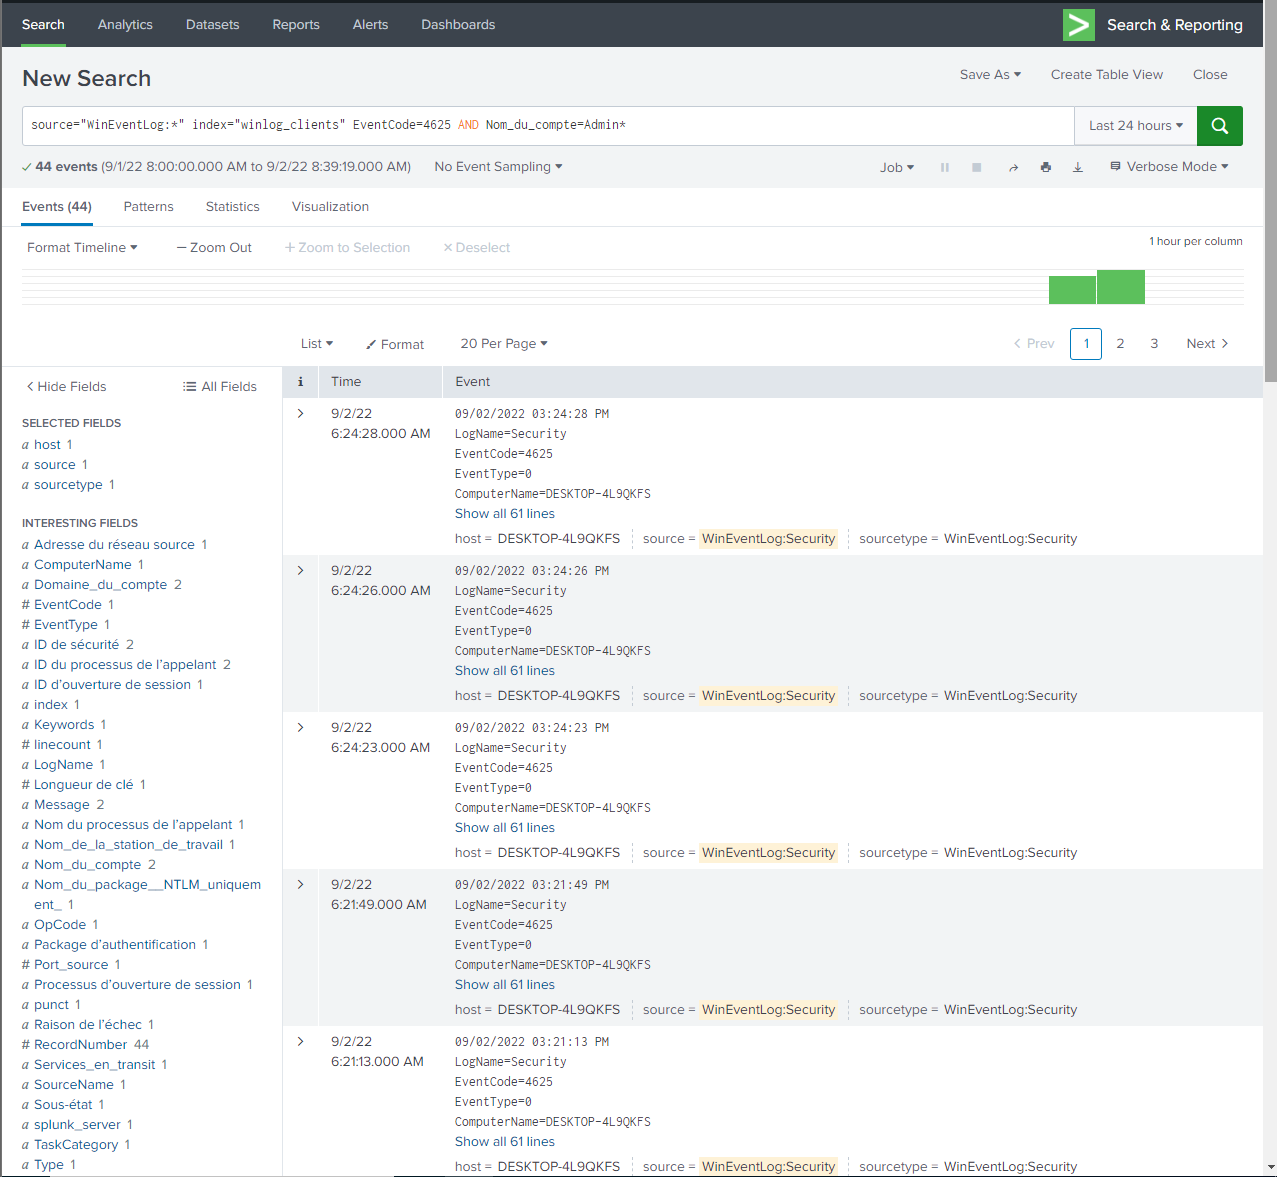 Search Analytics Datasets Reports Alerts Dashboards > Search & Reporting
New Search Save As Create Table View Close
source="WinEventLog:*" index="winlog_clients" EventCode=4625 AND Nom_du_compte=Admin* Last 24 hours
✓ 44 events (9/1/22 8:00:00.000 AM to 9/2/22 8:39:19.000 AM) No Event Sampling Job Verbose Mode
Events (44) Patterns Statistics Visualization
Format Timeline — Zoom Out + Zoom to Selection × Deselect 1 hour per column
List Format 20 Per Page < Prev 1 2 3 Next >
< Hide Fields All Fields
SELECTED FIELDS
a host 1
a source 1
a sourcetype 1
INTERESTING FIELDS
a Adresse du réseau source 1
a ComputerName 1
a Domaine_du_compte 2
# EventCode 1
# EventType 1
a ID de sécurité 2
a ID du processus de l'appelant 2
a ID d'ouverture de session 1
a index 1
a Keywords 1
# linecount 1
a LogName 1
# Longueur de clé 1
a Message 2
a Nom du processus de l'appelant 1
a Nom_de_la_station_de_travail 1
a Nom_du_compte 2
a Nom_du_package__NTLM_uniquem
ent_ 1
a OpCode 1
a Package d'authentification 1
# Port_source 1
a Processus d'ouverture de session 1
a punct 1
a Raison de l'échec 1
# RecordNumber 44
a Services_en_transit 1
a SourceName 1
a Sous-état 1
a splunk_server 1
a TaskCategory 1
a Type 1
i Time Event
> 9/2/22 09/02/2022 03:24:28 PM
6:24:28.000 AM LogName=Security
EventCode=4625
EventType=0
ComputerName=DESKTOP-4L9QKFS
Show all 61 lines
host = DESKTOP-4L9QKFS source = WinEventLog:Security sourcetype = WinEventLog:Security
> 9/2/22 09/02/2022 03:24:26 PM
6:24:26.000 AM LogName=Security
EventCode=4625
EventType=0
ComputerName=DESKTOP-4L9QKFS
Show all 61 lines
host = DESKTOP-4L9QKFS source = WinEventLog:Security sourcetype = WinEventLog:Security
> 9/2/22 09/02/2022 03:24:23 PM
6:24:23.000 AM LogName=Security
EventCode=4625
EventType=0
ComputerName=DESKTOP-4L9QKFS
Show all 61 lines
host = DESKTOP-4L9QKFS source = WinEventLog:Security sourcetype = WinEventLog:Security
> 9/2/22 09/02/2022 03:21:49 PM
6:21:49.000 AM LogName=Security
EventCode=4625
EventType=0
ComputerName=DESKTOP-4L9QKFS
Show all 61 lines
host = DESKTOP-4L9QKFS source = WinEventLog:Security sourcetype = WinEventLog:Security
> 9/2/22 09/02/2022 03:21:13 PM
6:21:13.000 AM LogName=Security
EventCode=4625
EventType=0
ComputerName=DESKTOP-4L9QKFS
Show all 61 lines
host = DESKTOP-4L9QKFS source = WinEventLog:Security sourcetype = WinEventLog:Security